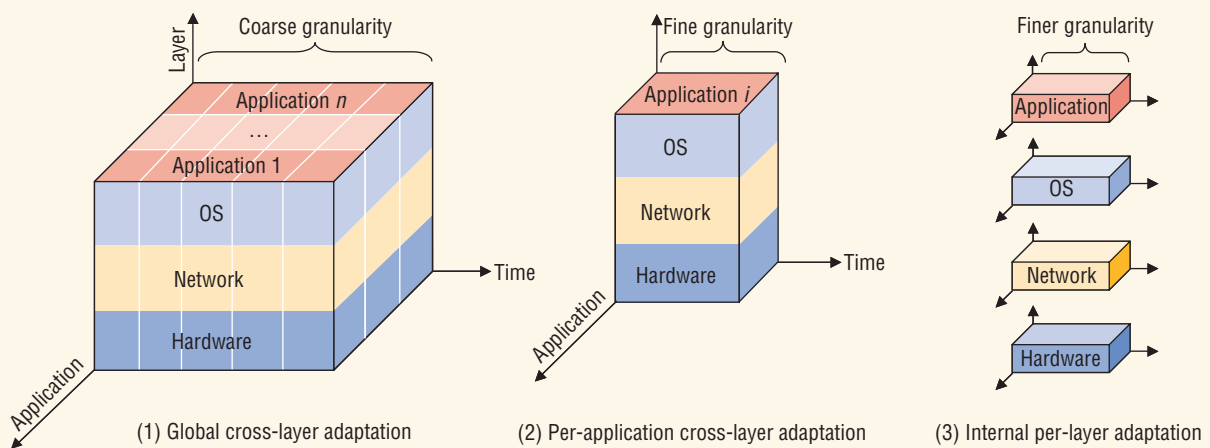 Coarse granularity
Layer
Application n
...
Application 1
OS
Network
Hardware
Time
Application
(1) Global cross-layer adaptation
Fine granularity
Application i
OS
Network
Hardware
Time
Application
(2) Per-application cross-layer adaptation
Finer granularity
Application
OS
Network
Hardware
(3) Internal per-layer adaptation